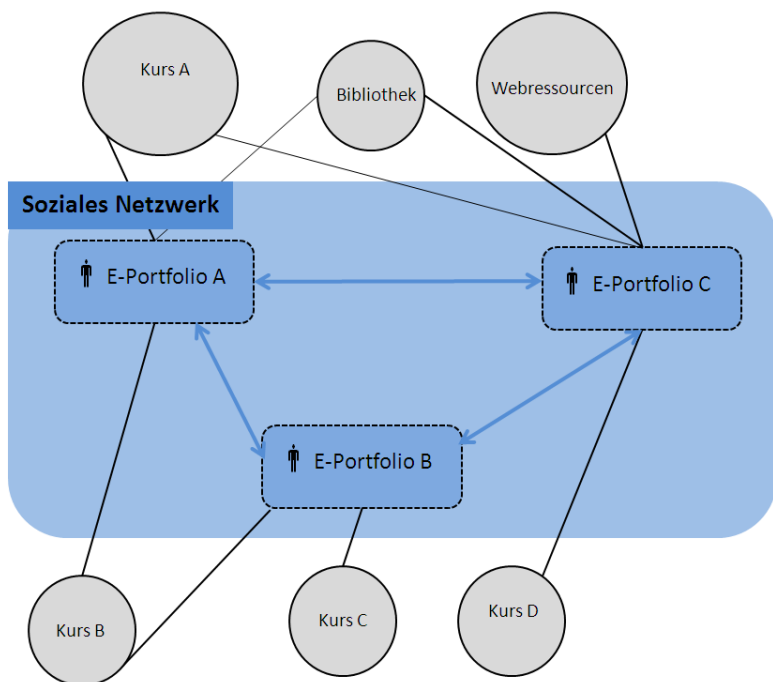 Kurs A
Bibliothek
Webressourcen
Soziales Netzwerk
E-Portfolio A
E-Portfolio C
E-Portfolio B
Kurs B
Kurs C
Kurs D